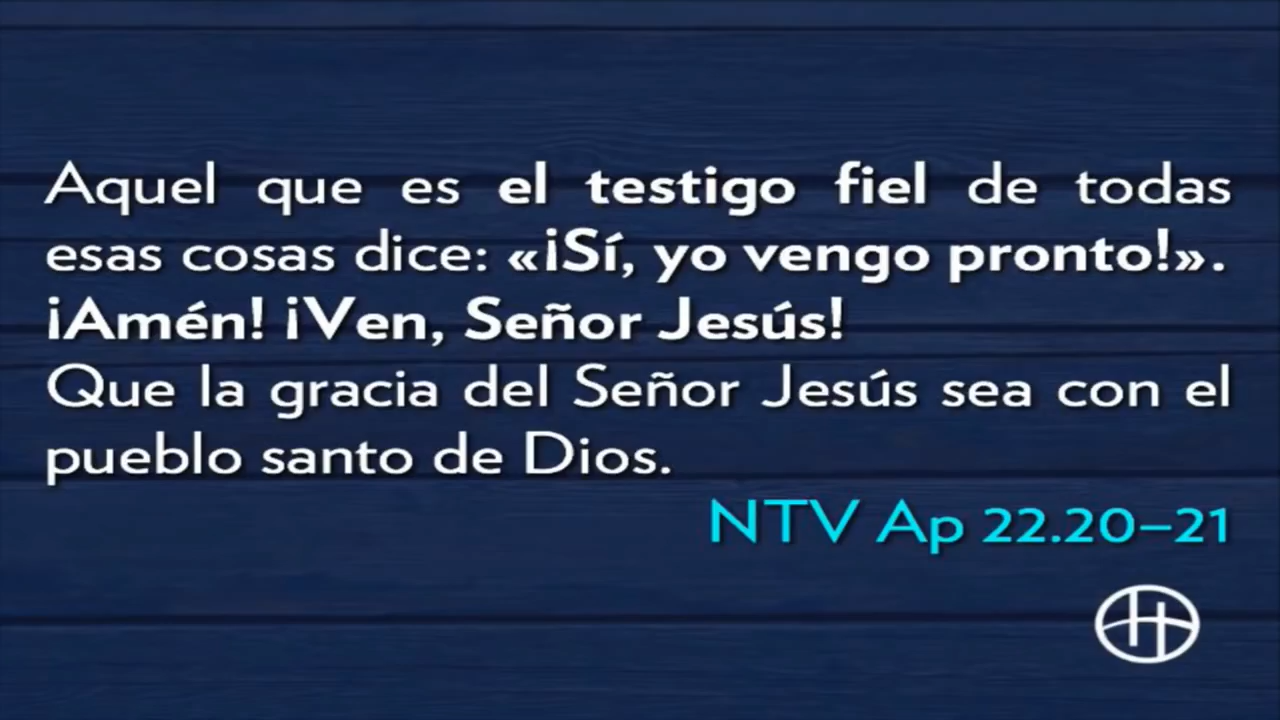 Aquel que es el testigo fiel de todas
esas cosas dice: «¡Sí, yo vengo pronto!».
¡Amén! ¡Ven, Señor Jesús!
Que la gracia del Señor Jesús sea con el
pueblo santo de Dios.
NTV Ap 22.20–21